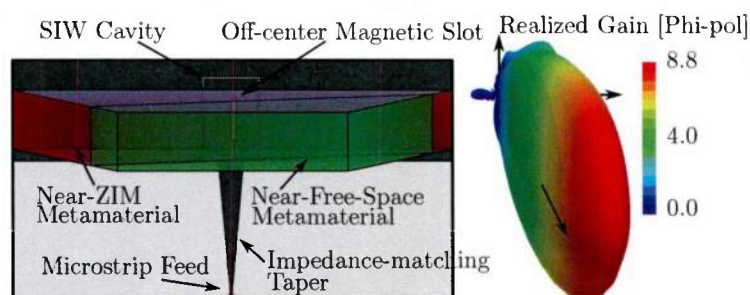 SIW Cavity
Off-center Magnetic Slot
Near-ZIM
Metamaterial
Near-Free-Space
Metamaterial
Microstrip Feed
Impedance-matching
Taper
Realized Gain [Phi-pol]
8.8
4.0
0.0